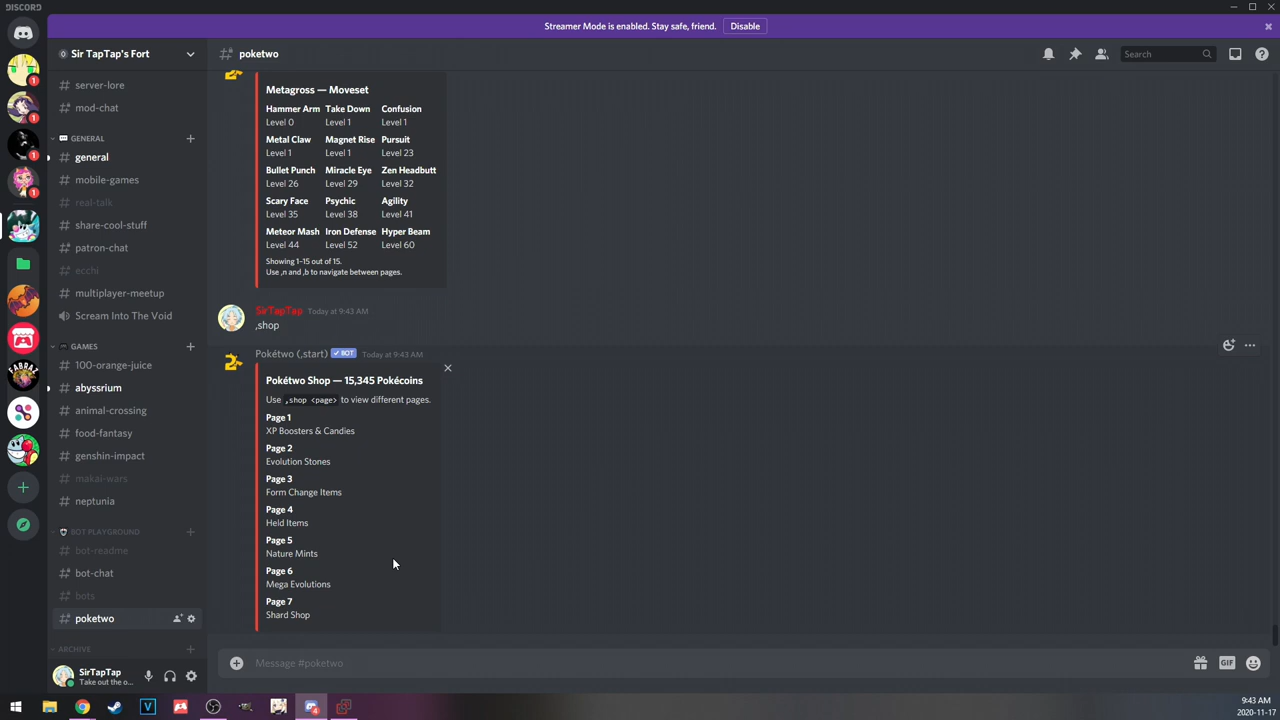 DISCORD
Streamer Mode is enabled. Stay safe, friend. Disable
Sir TapTap's Fort
poketwo
Search
server-lore
mod-chat
GENERAL
general
mobile-games
real-talk
share-cool-stuff
patron-chat
ecchi
multiplayer-meetup
Scream Into The Void
GAMES
100-orange-juice
abyssrium
animal-crossing
food-fantasy
genshin-impact
makai-wars
neptunia
BOT PLAYGROUND
bot-readme
bot-chat
bots
poketwo
ARCHIVE
SirTapTap
Take out the o...
1
1
1
1
Metagross — Moveset
Hammer Arm Take Down Confusion
Level 0 Level 1 Level 1
Metal Claw Magnet Rise Pursuit
Level 1 Level 1 Level 23
Bullet Punch Miracle Eye Zen Headbutt
Level 26 Level 29 Level 32
Scary Face Psychic Agility
Level 35 Level 38 Level 41
Meteor Mash Iron Defense Hyper Beam
Level 44 Level 52 Level 60
Showing 1–15 out of 15.
Use ,n and ,b to navigate between pages.
SirTapTap Today at 9:43 AM
,shop
Pokétwo (,start) BOT Today at 9:43 AM
Pokétwo Shop — 15,345 Pokécoins
Use ,shop <page> to view different pages.
Page 1
XP Boosters & Candies
Page 2
Evolution Stones
Page 3
Form Change Items
Page 4
Held Items
Page 5
Nature Mints
Page 6
Mega Evolutions
Page 7
Shard Shop
Message #poketwo
GIF
4
9:43 AM
2020-11-17